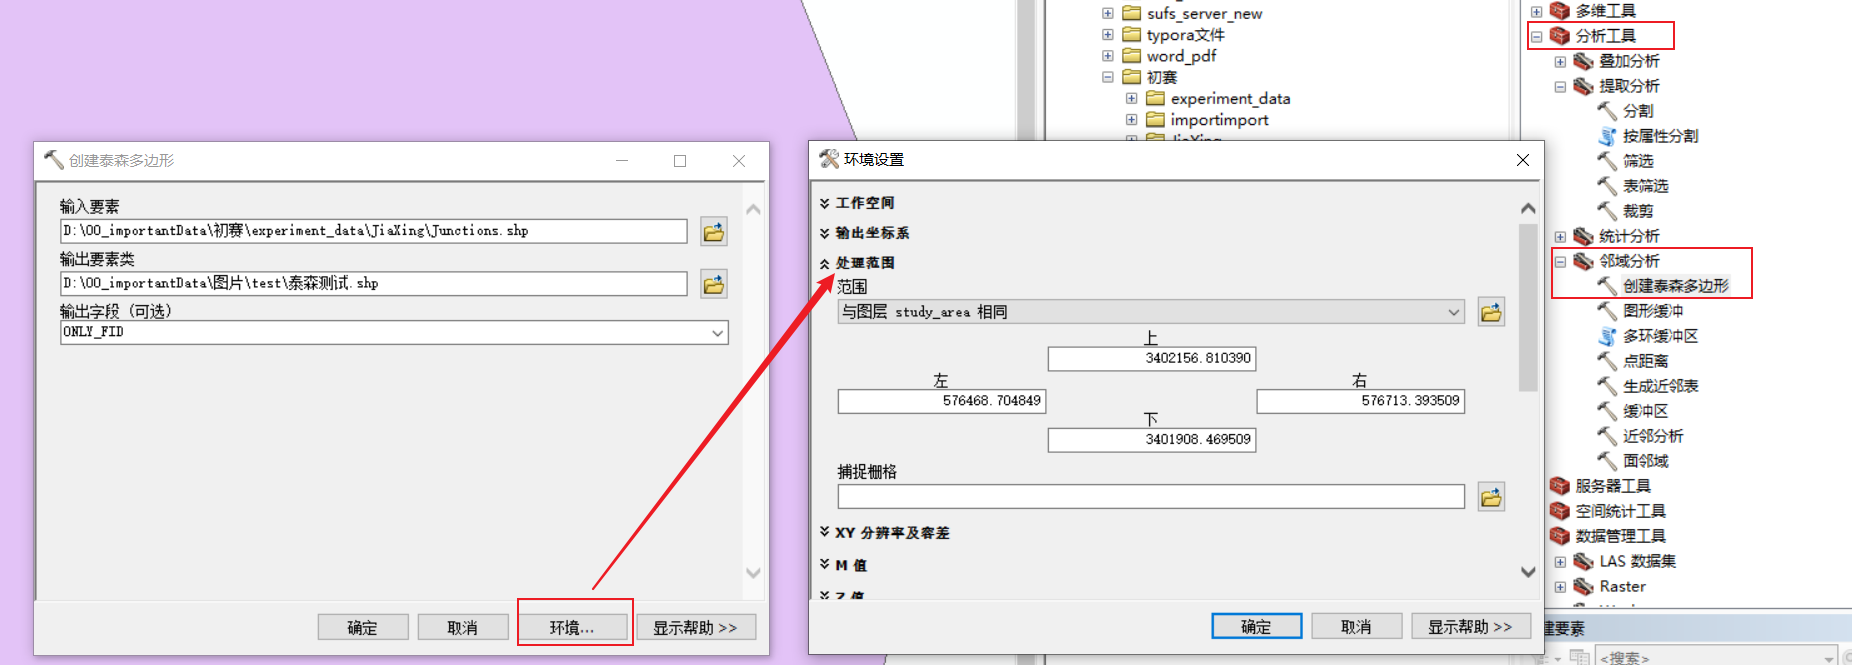 sufs_server_new
typora文件
word_pdf
初赛
experiment_data
importimport
JiaXing
创建泰森多边形
输入要素
D:\00_importantData\初赛\experiment_data\JiaXing\Junctions.shp
输出要素类
D:\00_importantData\图片\test\泰森测试.shp
输出字段 (可选)
ONLY_FID
确定
取消
环境...
显示帮助 >>
环境设置
工作空间
输出坐标系
处理范围
范围
与图层 study_area 相同
上
3402156.810390
左
右
576468.704849
576713.393509
下
3401908.469509
捕捉栅格
XY 分辨率及容差
M 值
Z 值
确定
取消
显示帮助 >>
多维工具
分析工具
叠加分析
提取分析
分割
按属性分割
筛选
表筛选
裁剪
统计分析
邻域分析
创建泰森多边形
图形缓冲
多环缓冲区
点距离
生成近邻表
缓冲区
近邻分析
面邻域
服务器工具
空间统计工具
数据管理工具
LAS 数据集
Raster
建要素
<搜索>